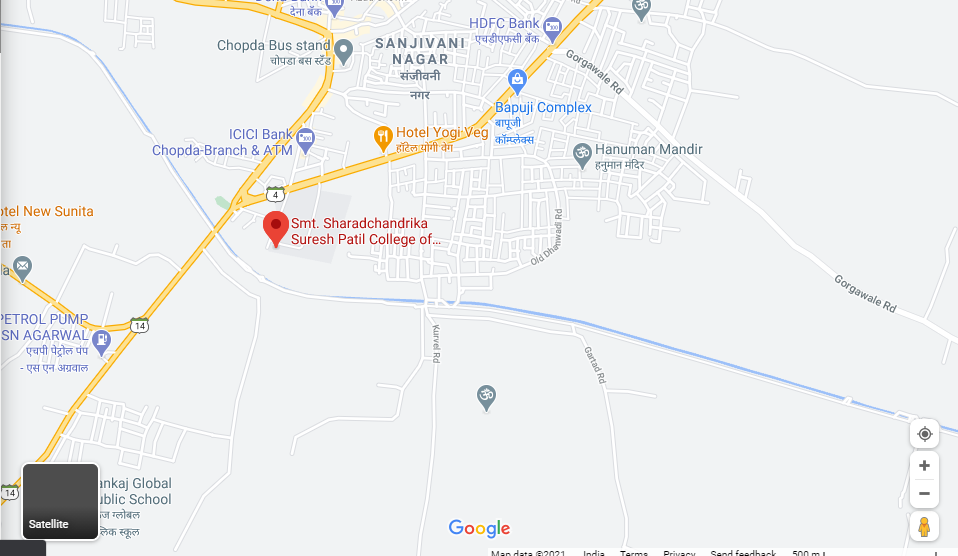 देना बँक
HDFC Bank
एचडीएफसी बँक
Chopda Bus stand
चोपडा बस स्टँड
SANJIVANI
NAGAR
संजीवनी
नगर
Gorgawale Rd
Bapuji Complex
बापूजी
कॉम्प्लेक्स
ICICI Bank
Chopda-Branch & ATM
Hotel Yogi Veg
हॉटेल योगी वेग
Hanuman Mandir
हनुमान मंदिर
4
otel New Sunita
ल न्यू
ता
Smt. Sharadchandrika
Suresh Patil College of...
Old Dhanwadi Rd
Gorgawale Rd
PETROL PUMP
SN AGARWAL
एचपी पेट्रोल पंप
- एस एन अग्रवाल
14
Kurvel Rd
Gartad Rd
14
ankaj Global
ublic School
ज ग्लोबल
लिक स्कूल
Satellite
Google
Map data ©2021 India Terms Privacy Send feedback 500 m